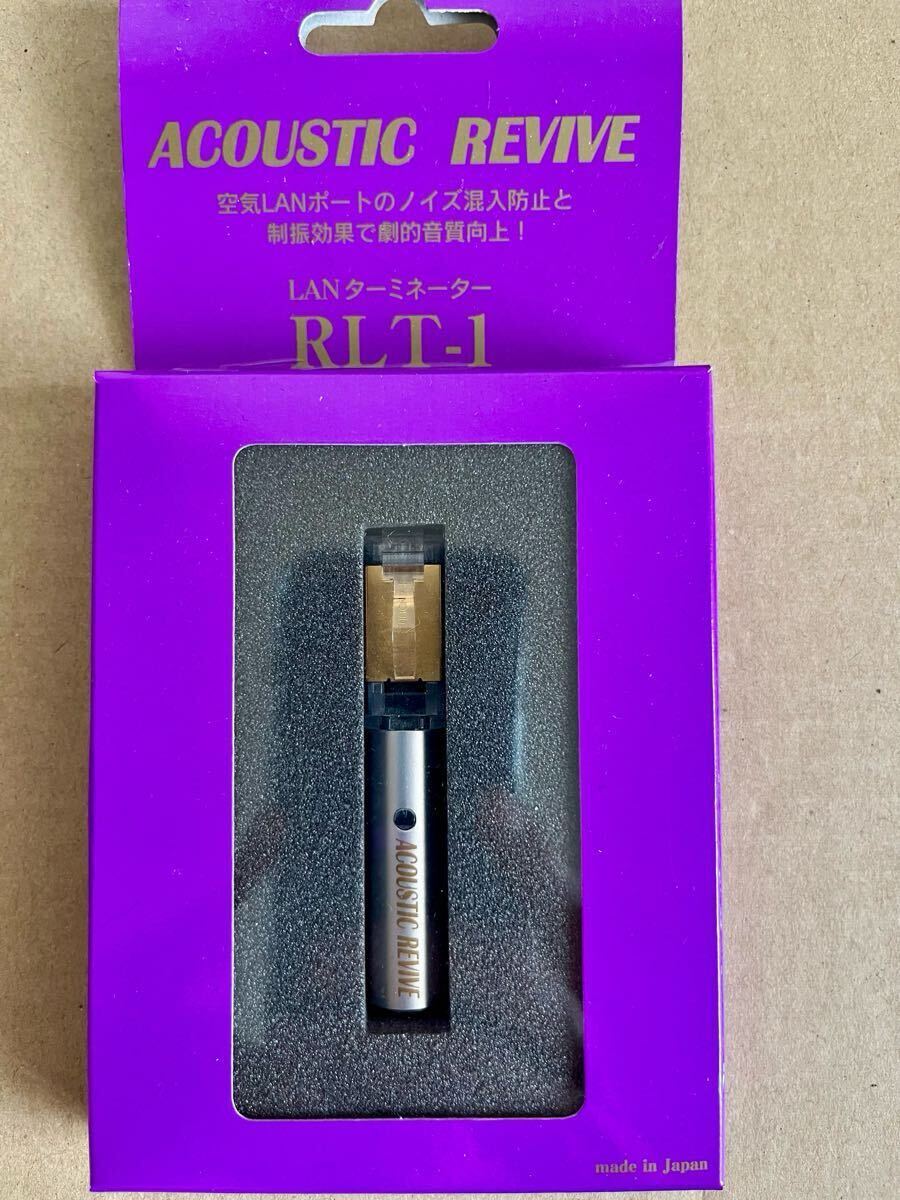 ACOUSTIC REVIVE
空気LANポートのノイズ混入防止と
制振効果で劇的音質向上！
LANターミネーター
RLT-1
ACOUSTIC REVIVE
made in Japan